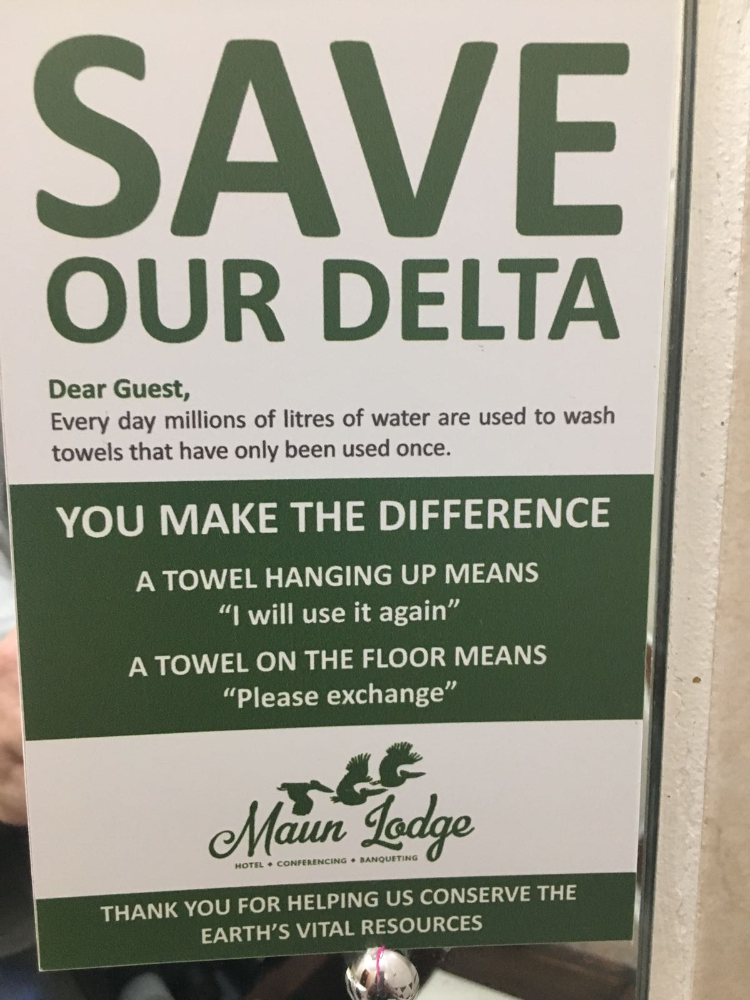 SAVE
OUR DELTA
Dear Guest,
Every day millions of litres of water are used to wash
towels that have only been used once.
YOU MAKE THE DIFFERENCE
A TOWEL HANGING UP MEANS
“I will use it again”
A TOWEL ON THE FLOOR MEANS
“Please exchange”
Maun Lodge
HOTEL ♦ CONFERENCING ♦ BANQUETING
THANK YOU FOR HELPING US CONSERVE THE
EARTH’S VITAL RESOURCES